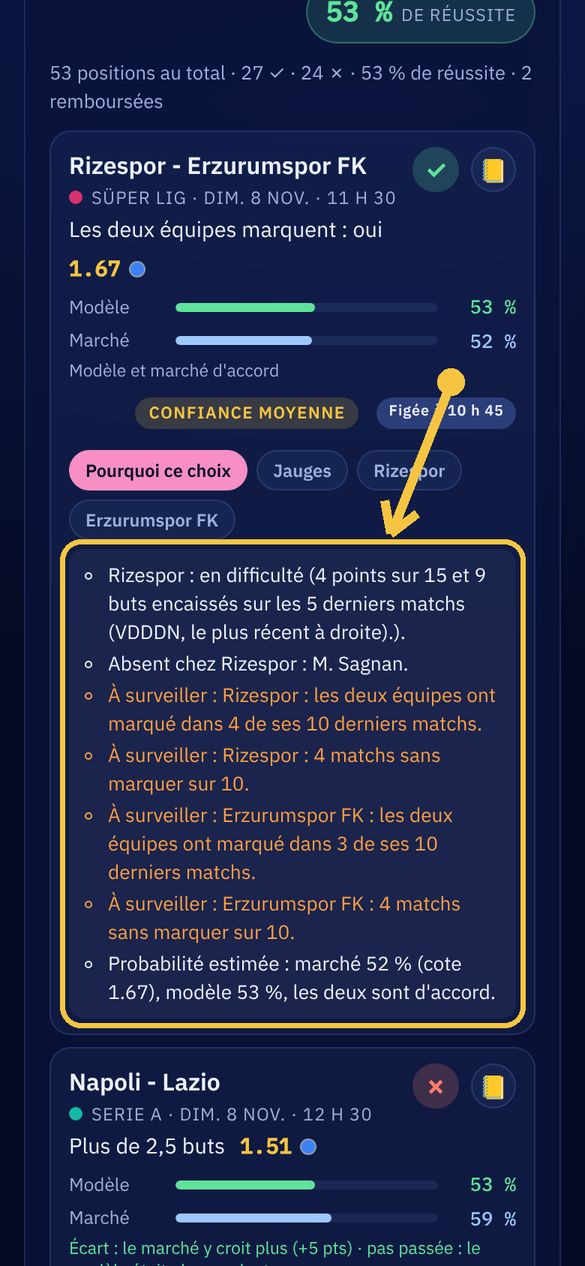 53 % DE RÉUSSITE
53 positions au total · 27 ✓ · 24 × · 53 % de réussite · 2
remboursées
Rizespor - Erzurumspor FK
SÜPER LIG · DIM. 8 NOV. · 11 H 30
Les deux équipes marquent : oui
1.67
Modèle 53 %
Marché 52 %
Modèle et marché d'accord
CONFIANCE MOYENNE Figée 10 h 45
Pourquoi ce choix Jauges Rizespor
Erzurumspor FK
Rizespor : en difficulté (4 points sur 15 et 9
buts encaissés sur les 5 derniers matchs
(VDDDN, le plus récent à droite).).
Absent chez Rizespor : M. Sagnan.
À surveiller : Rizespor : les deux équipes ont
marqué dans 4 de ses 10 derniers matchs.
À surveiller : Rizespor : 4 matchs sans
marquer sur 10.
À surveiller : Erzurumspor FK : les deux
équipes ont marqué dans 3 de ses 10
derniers matchs.
À surveiller : Erzurumspor FK : 4 matchs
sans marquer sur 10.
Probabilité estimée : marché 52 % (cote
1.67), modèle 53 %, les deux sont d'accord.
Napoli - Lazio
SERIE A · DIM. 8 NOV. · 12 H 30
Plus de 2,5 buts 1.51
Modèle 53 %
Marché 59 %
Écart : le marché y croit plus (+5 pts) · pas passée : le